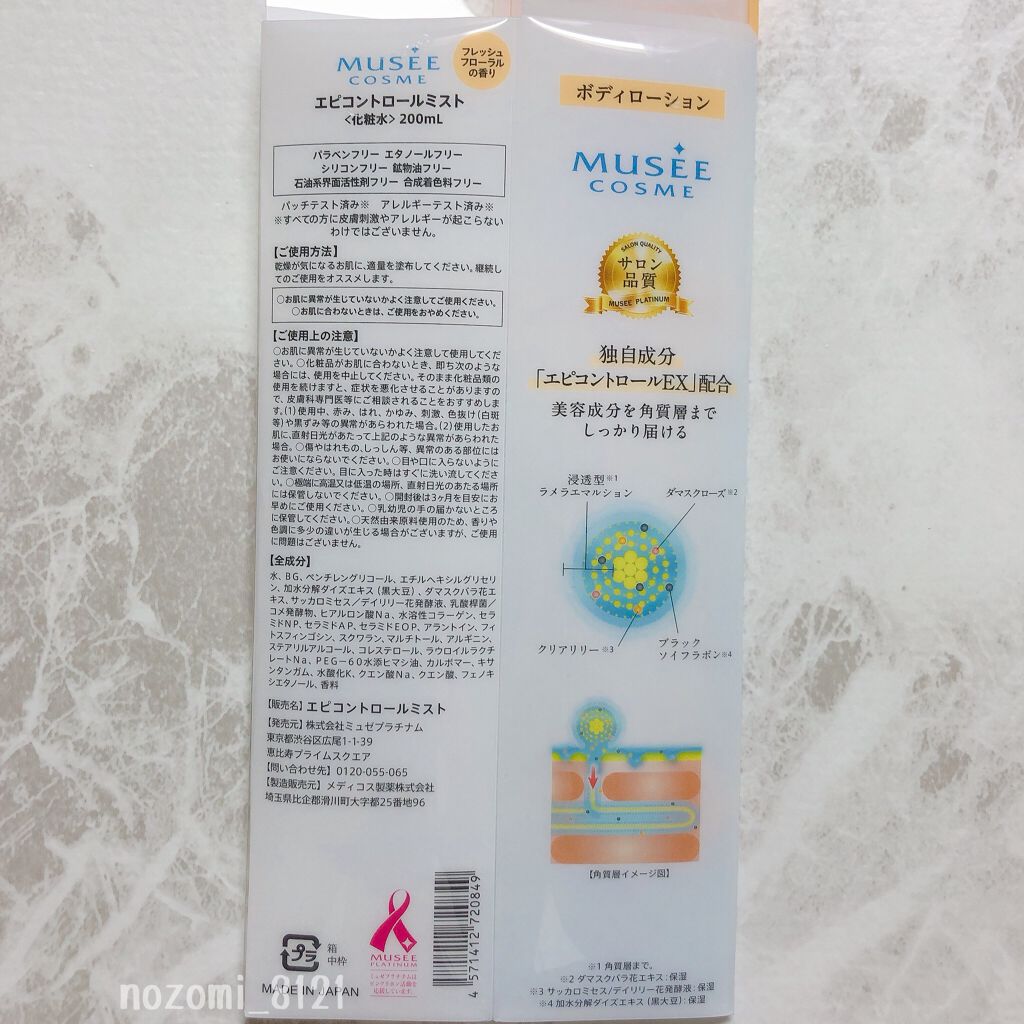 MUSÉE
COSME
フレッシュ
フローラル
の香り
エピコントロールミスト
<化粧水> 200mL
パラベンフリー エタノールフリー
シリコンフリー 鉱物油フリー
石油系界面活性剤フリー 合成着色料フリー
パッチテスト済み※ アレルギーテスト済み※
※すべての方に皮膚刺激やアレルギーが起こらない
わけではございません。
【ご使用方法】
乾燥が気になるお肌に、適量を塗布してください。継続し
てのご使用をオススメします。
○お肌に異常が生じていないかよく注意してご使用ください。
○お肌に合わないときは、ご使用をおやめください。
【ご使用上の注意】
○お肌に異常が生じていないかよく注意して使用してくだ
さい。○化粧品がお肌に合わないとき、即ち次のような
場合には、使用を中止してください。そのまま化粧品類の
使用を続けますと、症状を悪化させることがありますの
で、皮膚科専門医等にご相談されることをおすすめしま
す。(1)使用中、赤み、はれ、かゆみ、刺激、色抜け(白斑
等)や黒ずみ等の異常があらわれた場合。(2)使用したお
肌に、直射日光があたって上記のような異常があらわれた
場合。○傷やはれもの、しっしん等、異常のある部位には
お使いにならないでください。○目や口に入らないように
ご注意ください。目に入った時はすぐに洗い流してくださ
い。○極端に高温又は低温の場所、直射日光のあたる場所
には保管しないでください。○開封後は3ヶ月を目安にお
早めにご使用ください。○乳幼児の手の届かないところ
に保管してください。○天然由来原料使用のため、香りや
色調に多少の違いが生じる場合がございますが、ご使用
に問題はございません。
【全成分】
水、BG、ペンチレングリコール、エチルヘキシルグリセリ
ン、加水分解ダイズエキス(黒大豆)、ダマスクバラ花エ
キス、サッカロミセス/デイリリー花発酵液、乳酸桿菌/
コメ発酵物、ヒアルロン酸Na、水溶性コラーゲン、セラ
ミドNP、セラミドAP、セラミドEOP、アラントイン、フィ
トスフィンゴシン、スクワラン、マルチトール、アルギニン、
ステアリルアルコール、コレステロール、ラウロイルラクチ
レートNa、PEG－60水添ヒマシ油、カルボマー、キサ
ンタンガム、水酸化K、クエン酸Na、クエン酸、フェノキ
シエタノール、香料
【販売名】エピコントロールミスト
【発売元】株式会社ミュゼプラチナム
東京都渋谷区広尾1-1-39
恵比寿プライムスクエア
【問い合わせ先】0120-055-065
【製造販売元】メディコス製薬株式会社
埼玉県比企郡滑川町大字都25番地96
プラ
箱
中枠
MADE IN JAPAN
MUSEE
PLATINUM
ミュゼプラチナムは
ピンクリボン活動を
応援しています。
4 571412 720849
ボディローション
MUSÉE
COSME
SALON QUALITY
サロン
品質
MUSEE PLATINUM
独自成分
「エピコントロールEX」配合
美容成分を角質層まで
しっかり届ける
浸透型※1
ラメラエマルション
ダマスクローズ※2
クリアリリー※3
ブラック
ソイフラボン※4
【角質層イメージ図】
※1 角質層まで。
※2 ダマスクバラ花エキス：保湿
※3 サッカロミセス/デイリリー花発酵液：保湿
※4 加水分解ダイズエキス（黒大豆）：保湿
nozomi_8121